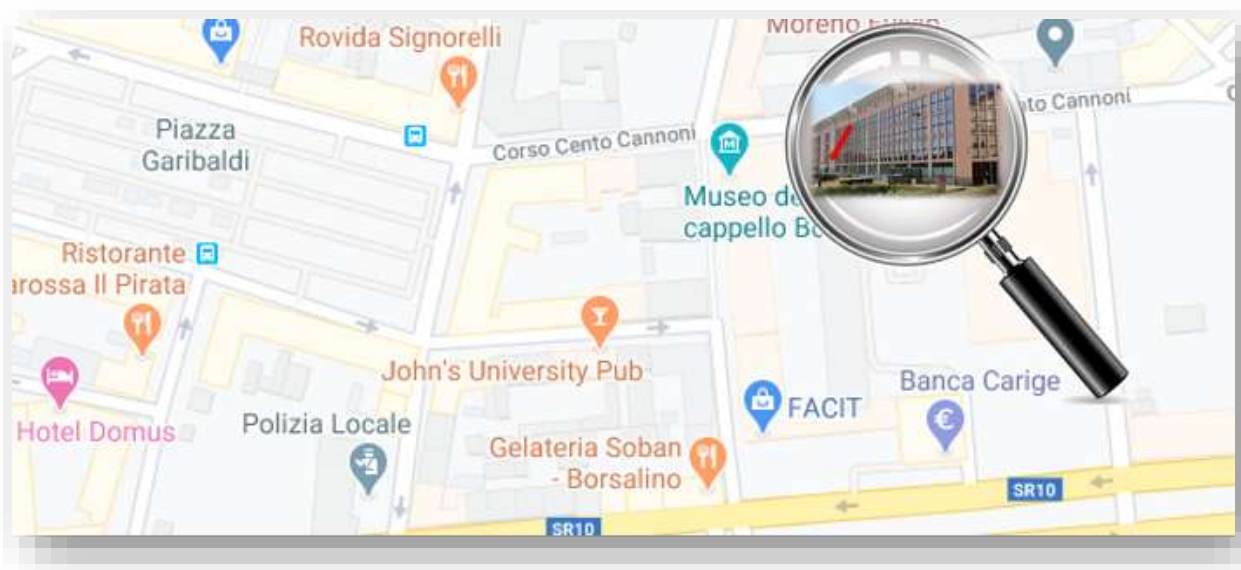 Moreno
Rovida Signorelli
Piazza
Garibaldi
Corso Cento Cannoni
to Cannoni
Museo de
cappello Bo
Ristorante
arossa Il Pirata
John's University Pub
Banca Carige
FACIT
Hotel Domus
Polizia Locale
Gelateria Soban
- Borsalino
SR10
SR10